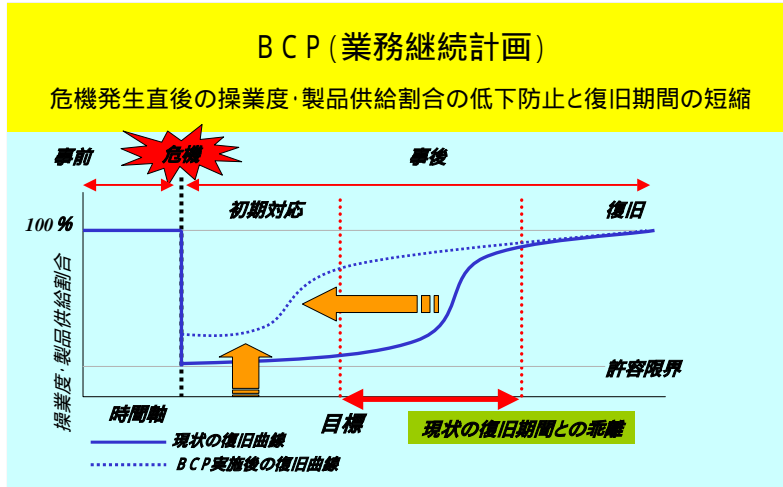 BCP(業務継続計画)
危機発生直後の操業度･製品供給割合の低下防止と復旧期間の短縮
事前
危機
事後
初期対応
復旧
100%
操業度･製品供給割合
許容限界
時間軸
目標
現状の復旧期間との乖離
現状の復旧曲線
BCP実施後の復旧曲線